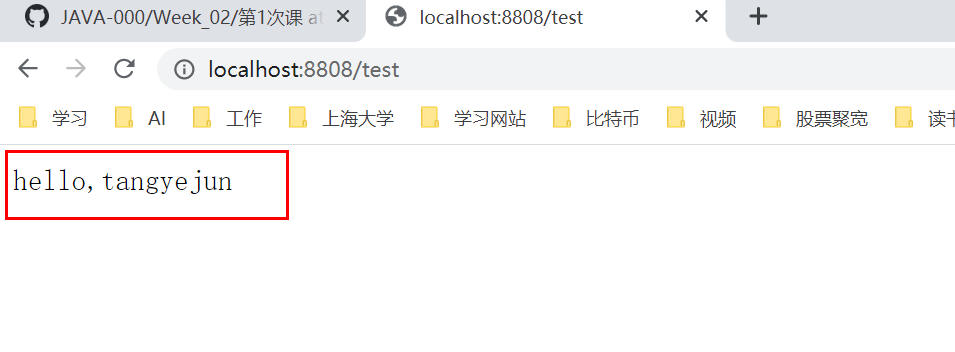 JAVA-000/Week_02/第1次课 at
localhost:8808/test
localhost:8808/test
学习 AI 工作 上海大学 学习网站 比特币 视频 股票聚宽 读书
hello,tangyejun